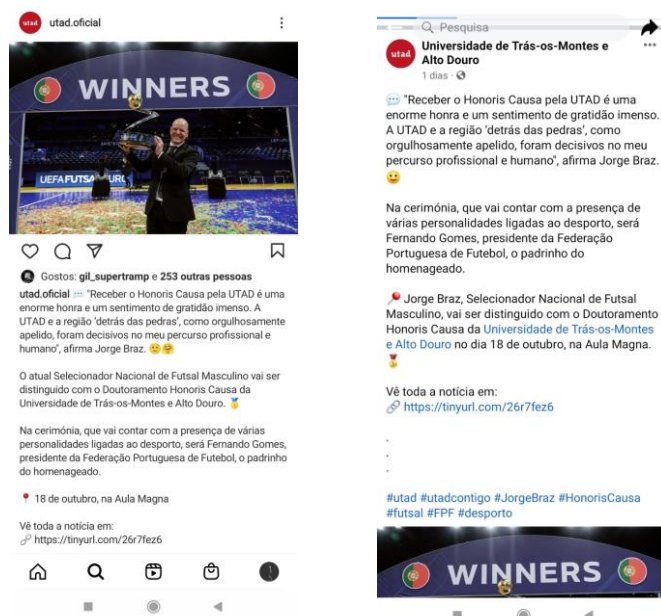 utad
utad.oficial
WINNERS
UEFA FUTSAL EURO
Gostos: gil_supertramp e 253 outras pessoas
utad.oficial 💬 "Receber o Honoris Causa pela UTAD é uma
enorme honra e um sentimento de gratidão imenso. A
UTAD e a região 'detrás das pedras', como orgulhosamente
apelido, foram decisivos no meu percurso profissional e
humano", afirma Jorge Braz. 🙂🤗
O atual Selecionador Nacional de Futsal Masculino vai ser
distinguido com o Doutoramento Honoris Causa da
Universidade de Trás-os-Montes e Alto Douro. 🏅
Na cerimónia, que vai contar com a presença de várias
personalidades ligadas ao desporto, será Fernando Gomes,
presidente da Federação Portuguesa de Futebol, o padrinho
do homenageado.
📍 18 de outubro, na Aula Magna
Vê toda a notícia em:
🔗 https://tinyurl.com/26r7fez6
Pesquisa
utad
Universidade de Trás-os-Montes e
Alto Douro
1 dias ·
💬 "Receber o Honoris Causa pela UTAD é uma
enorme honra e um sentimento de gratidão imenso.
A UTAD e a região 'detrás das pedras', como
orgulhosamente apelido, foram decisivos no meu
percurso profissional e humano", afirma Jorge Braz.
😀
Na cerimónia, que vai contar com a presença de
várias personalidades ligadas ao desporto, será
Fernando Gomes, presidente da Federação
Portuguesa de Futebol, o padrinho do
homenageado.
📍 Jorge Braz, Selecionador Nacional de Futsal
Masculino, vai ser distinguido com o Doutoramento
Honoris Causa da Universidade de Trás-os-Montes
e Alto Douro no dia 18 de outubro, na Aula Magna.
🏅
Vê toda a notícia em:
🔗 https://tinyurl.com/26r7fez6
.
.
.
#utad #utadcontigo #JorgeBraz #HonorisCausa
#futsal #FPF #desporto
WINNERS